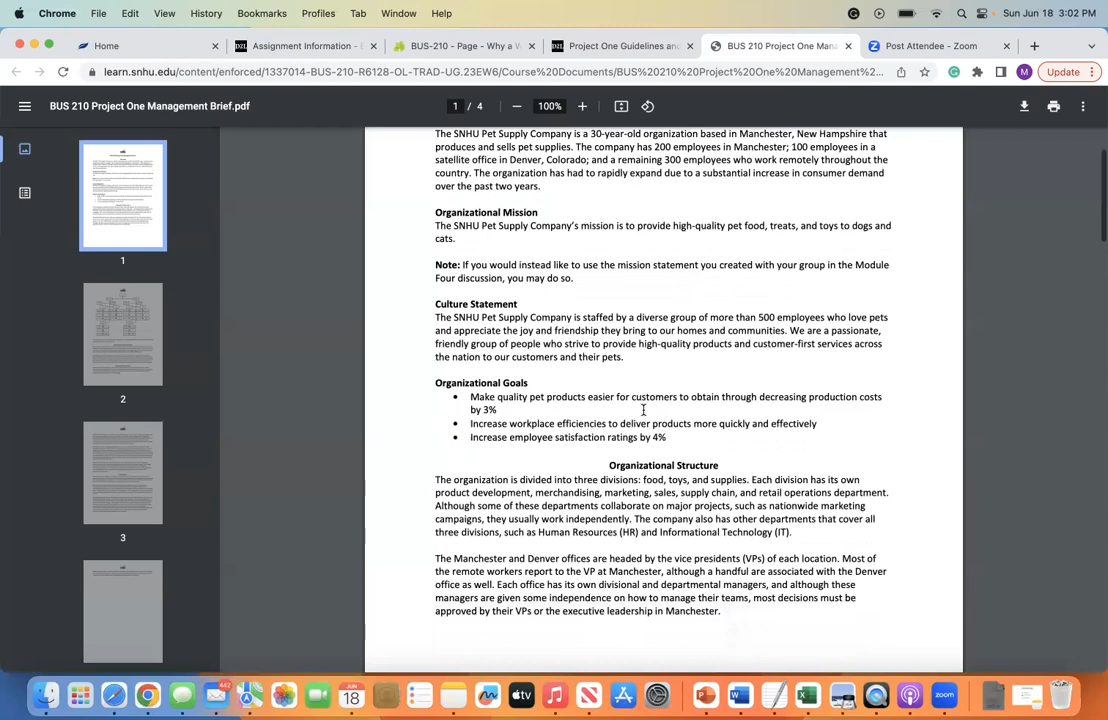 Chrome File Edit View History Bookmarks Profiles Tab Window Help Sun Jun 18 3:02 PM
Home D2L Assignment Information - BUS-210 - Page - Why a W D2L Project One Guidelines and BUS 210 Project One Mana Post Attendee - Zoom
learn.snhu.edu/content/enforced/1337014-BUS-210-R6128-OL-TRAD-UG.23EW6/Course%20Documents/BUS%20210%20Project%20One%20Management%2... M Update
BUS 210 Project One Management Brief.pdf 1 / 4 100%
The SNHU Pet Supply Company is a 30-year-old organization based in Manchester, New Hampshire that
produces and sells pet supplies. The company has 200 employees in Manchester; 100 employees in a
satellite office in Denver, Colorado; and a remaining 300 employees who work remotely throughout the
country. The organization has had to rapidly expand due to a substantial increase in consumer demand
over the past two years.
Organizational Mission
The SNHU Pet Supply Company's mission is to provide high-quality pet food, treats, and toys to dogs and
cats.
Note: If you would instead like to use the mission statement you created with your group in the Module
Four discussion, you may do so.
Culture Statement
The SNHU Pet Supply Company is staffed by a diverse group of more than 500 employees who love pets
and appreciate the joy and friendship they bring to our homes and communities. We are a passionate,
friendly group of people who strive to provide high-quality products and customer-first services across
the nation to our customers and their pets.
Organizational Goals
• Make quality pet products easier for customers to obtain through decreasing production costs
by 3%
• Increase workplace efficiencies to deliver products more quickly and effectively
• Increase employee satisfaction ratings by 4%
Organizational Structure
The organization is divided into three divisions: food, toys, and supplies. Each division has its own
product development, merchandising, marketing, sales, supply chain, and retail operations department.
Although some of these departments collaborate on major projects, such as nationwide marketing
campaigns, they usually work independently. The company also has other departments that cover all
three divisions, such as Human Resources (HR) and Informational Technology (IT).
The Manchester and Denver offices are headed by the vice presidents (VPs) of each location. Most of
the remote workers report to the VP at Manchester, although a handful are associated with the Denver
office as well. Each office has its own divisional and departmental managers, and although these
managers are given some independence on how to manage their teams, most decisions must be
approved by their VPs or the executive leadership in Manchester.
1
2
3
442
JUN
18
tv
zoom